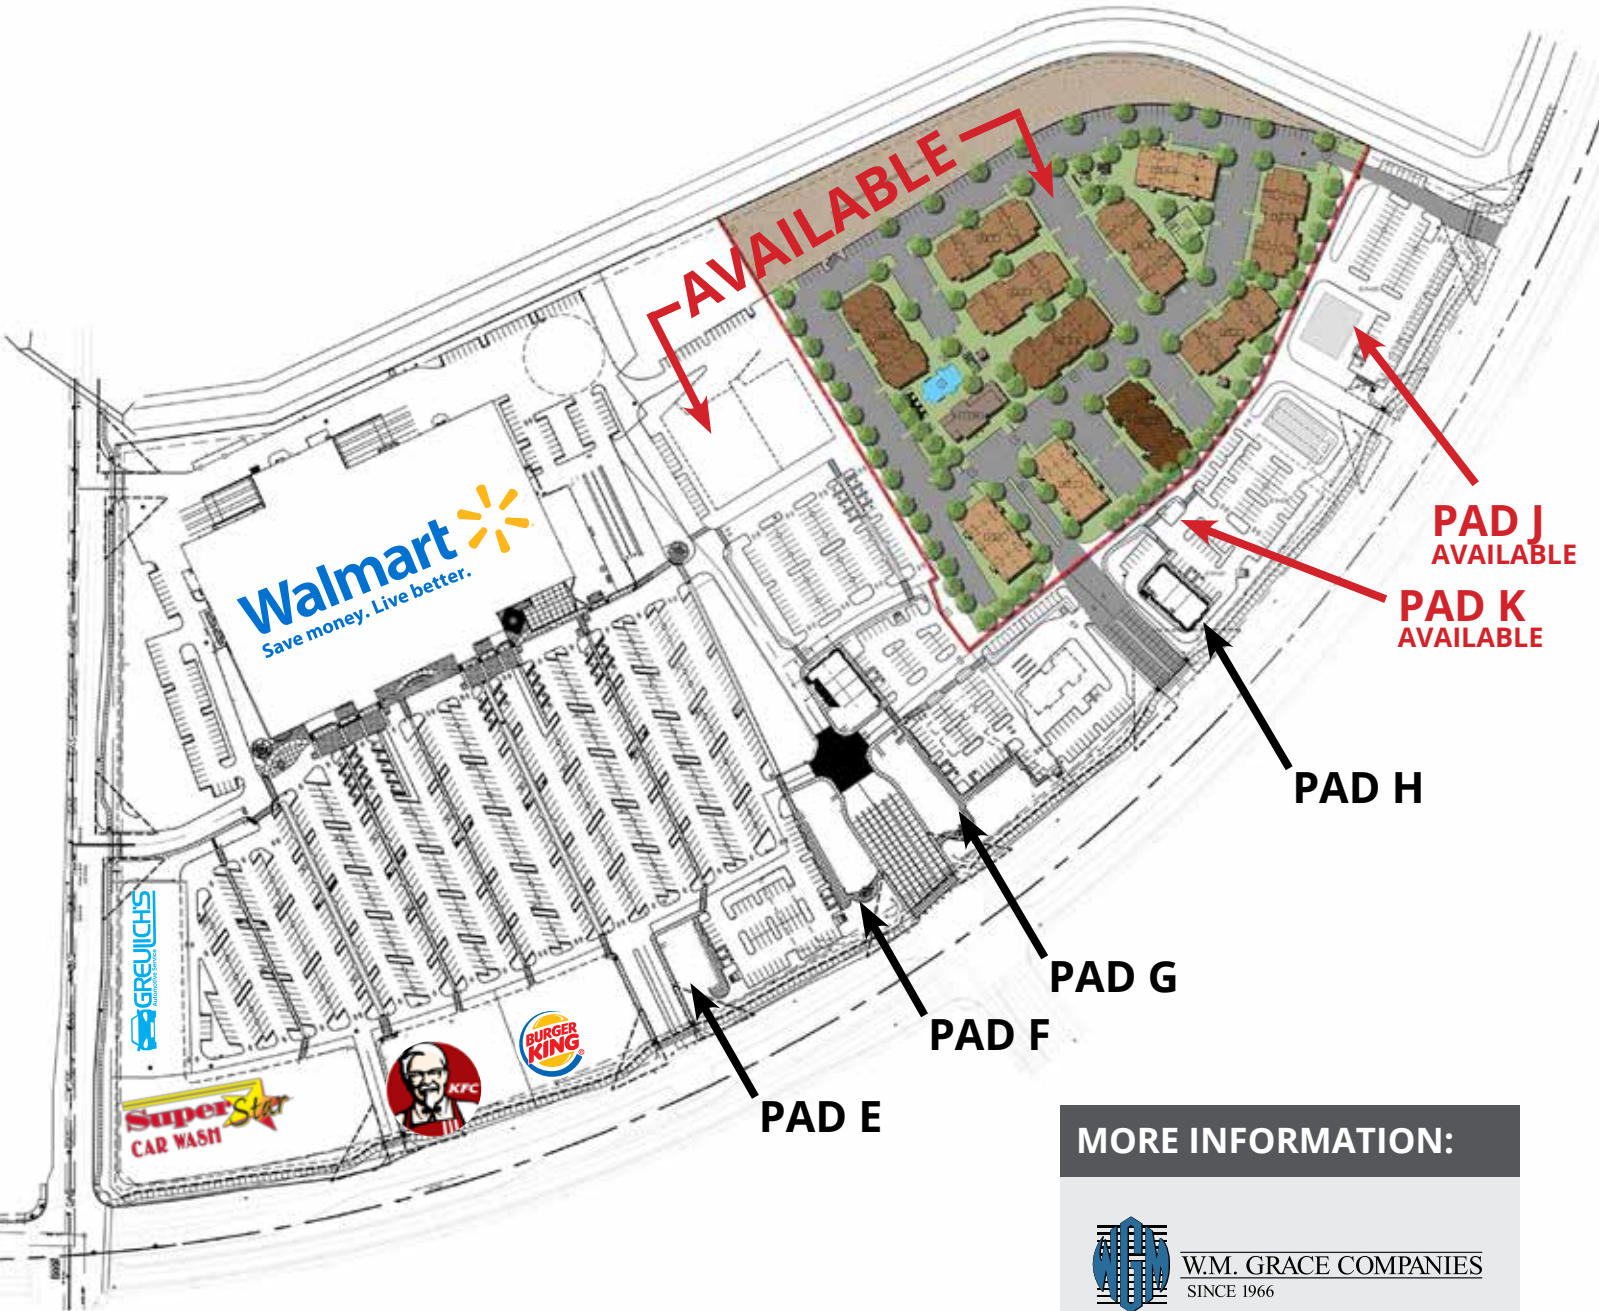 AVAILABLE
Walmart
Save money. Live better.
PAD J
AVAILABLE
PAD K
AVAILABLE
PAD H
PAD G
PAD F
PAD E
GREULICH'S
Automotive Service
BURGER
KING
®
KFC
Super Star
CAR WASH
MORE INFORMATION:
WGM
W.M. GRACE COMPANIES
SINCE 1966